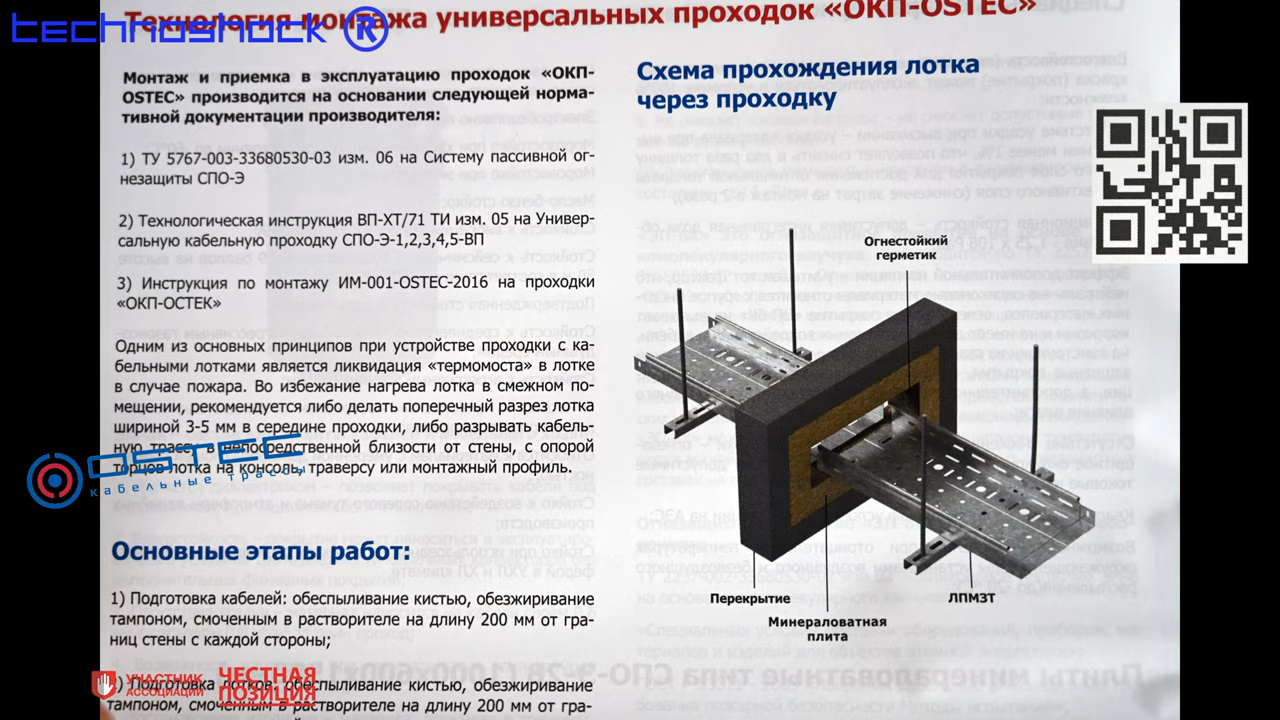 Технология монтажа универсальных проходок «ОКП-OSTEC»
technoshock ®
Монтаж и приемка в эксплуатацию проходок «ОКП-
OSTEC» производится на основании следующей норма-
тивной документации производителя:
1) ТУ 5767-003-33680530-03 изм. 06 на Систему пассивной ог-
незащиты СПО-Э
2) Технологическая инструкция ВП-ХТ/71 ТИ изм. 05 на Универ-
сальную кабельную проходку СПО-Э-1,2,3,4,5-ВП
3) Инструкция по монтажу ИМ-001-OSTEC-2016 на проходки
«ОКП-ОСТЕК»
Одним из основных принципов при устройстве проходки с ка-
бельными лотками является ликвидация «термомоста» в лотке
в случае пожара. Во избежание нагрева лотка в смежном по-
мещении, рекомендуется либо делать поперечный разрез лотка
шириной 3-5 мм в середине проходки, либо разрывать кабель-
ную трассу непосредственной близости от стены, с опорой
торцов лотка на консоль, траверсу или монтажный профиль.
OSTEC
кабельные трассы
Основные этапы работ:
1) Подготовка кабелей: обеспыливание кистью, обезжиривание
тампоном, смоченным в растворителе на длину 200 мм от гра-
ниц стены с каждой стороны;
) Подготовка лотков: обеспыливание кистью, обезжиривание
тампоном, смоченным в растворителе на длину 200 мм от гра-
УЧАСТНИК
АССОЦИАЦИИ
ЧЕСТНАЯ
ПОЗИЦИЯ
Схема прохождения лотка
через проходку
Огнестойкий
герметик
Перекрытие
ЛПМЗТ
Минераловатная
плита